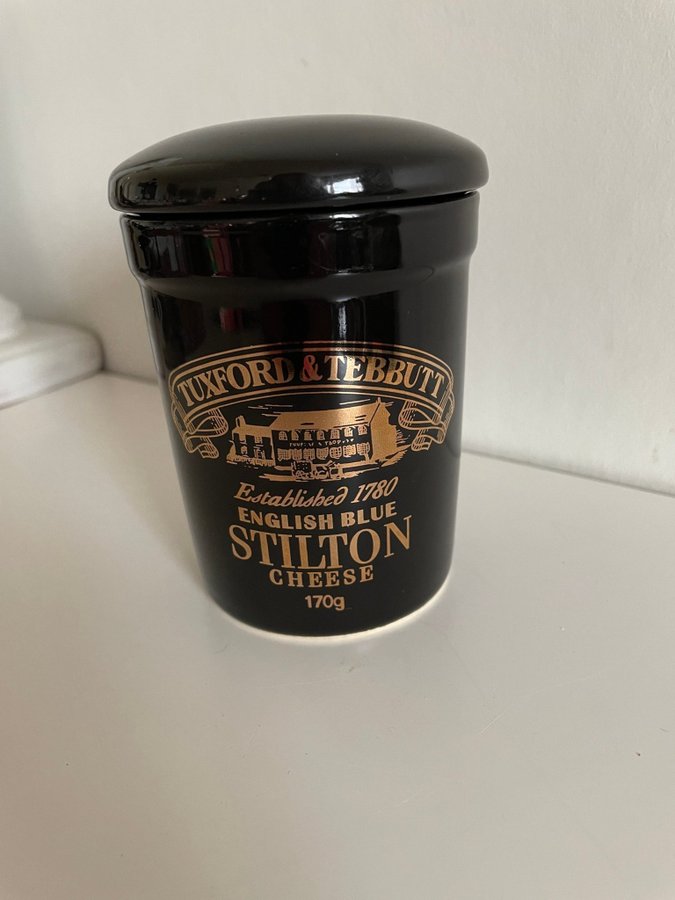 TUXFORD & TEBBUTT
Established 1780
ENGLISH BLUE
STILTON
CHEESE
170g